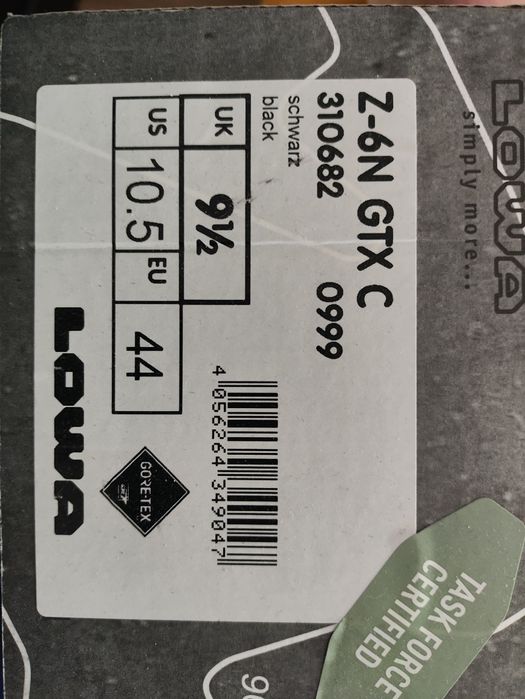 LOWA
simply more...
Z-6N GTX C
310682 0999
schwarz
black
UK 9½
US 10.5 EU 44
4 056264 349047
GORE-TEX
LOWA
TASK FORCE
CERTIFIED